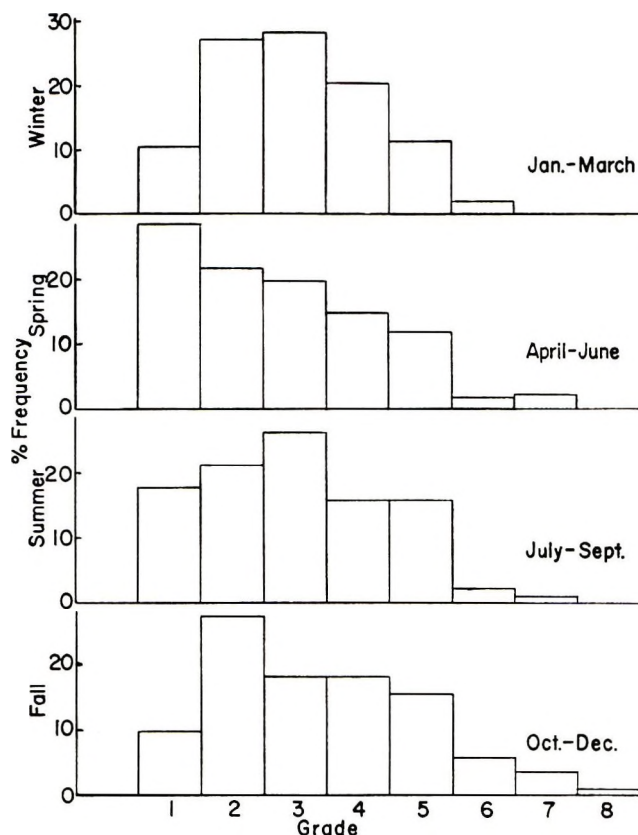 30
20
10
0
Winter
Jan.-March
20
10
0
Spring
April-June
% Frequency
20
10
0
Summer
July-Sept.
20
10
0
Fall
Oct.-Dec.
1 2 3 4 5 6 7 8
Grade